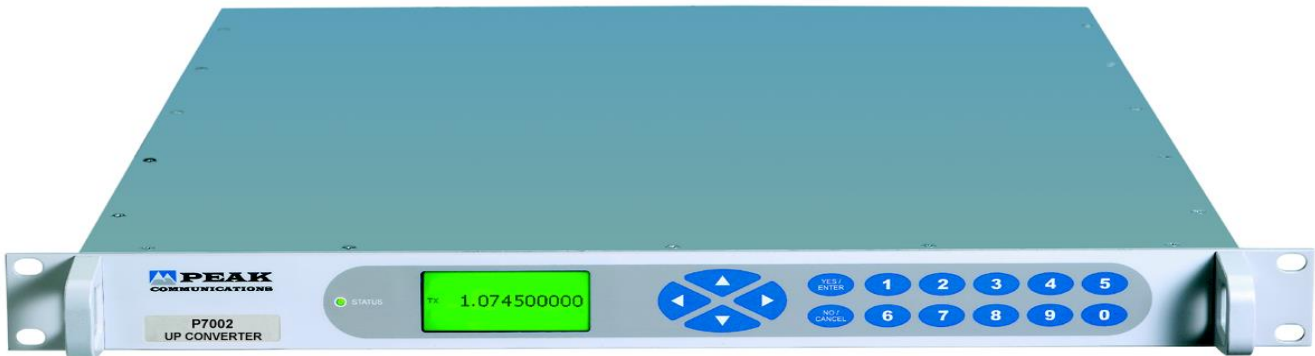 PEAK
COMMUNICATIONS
P7002
UP CONVERTER
STATUS
TX 1.074500000
YES / ENTER
1 2 3 4 5
NO / CANCEL
6 7 8 9 0